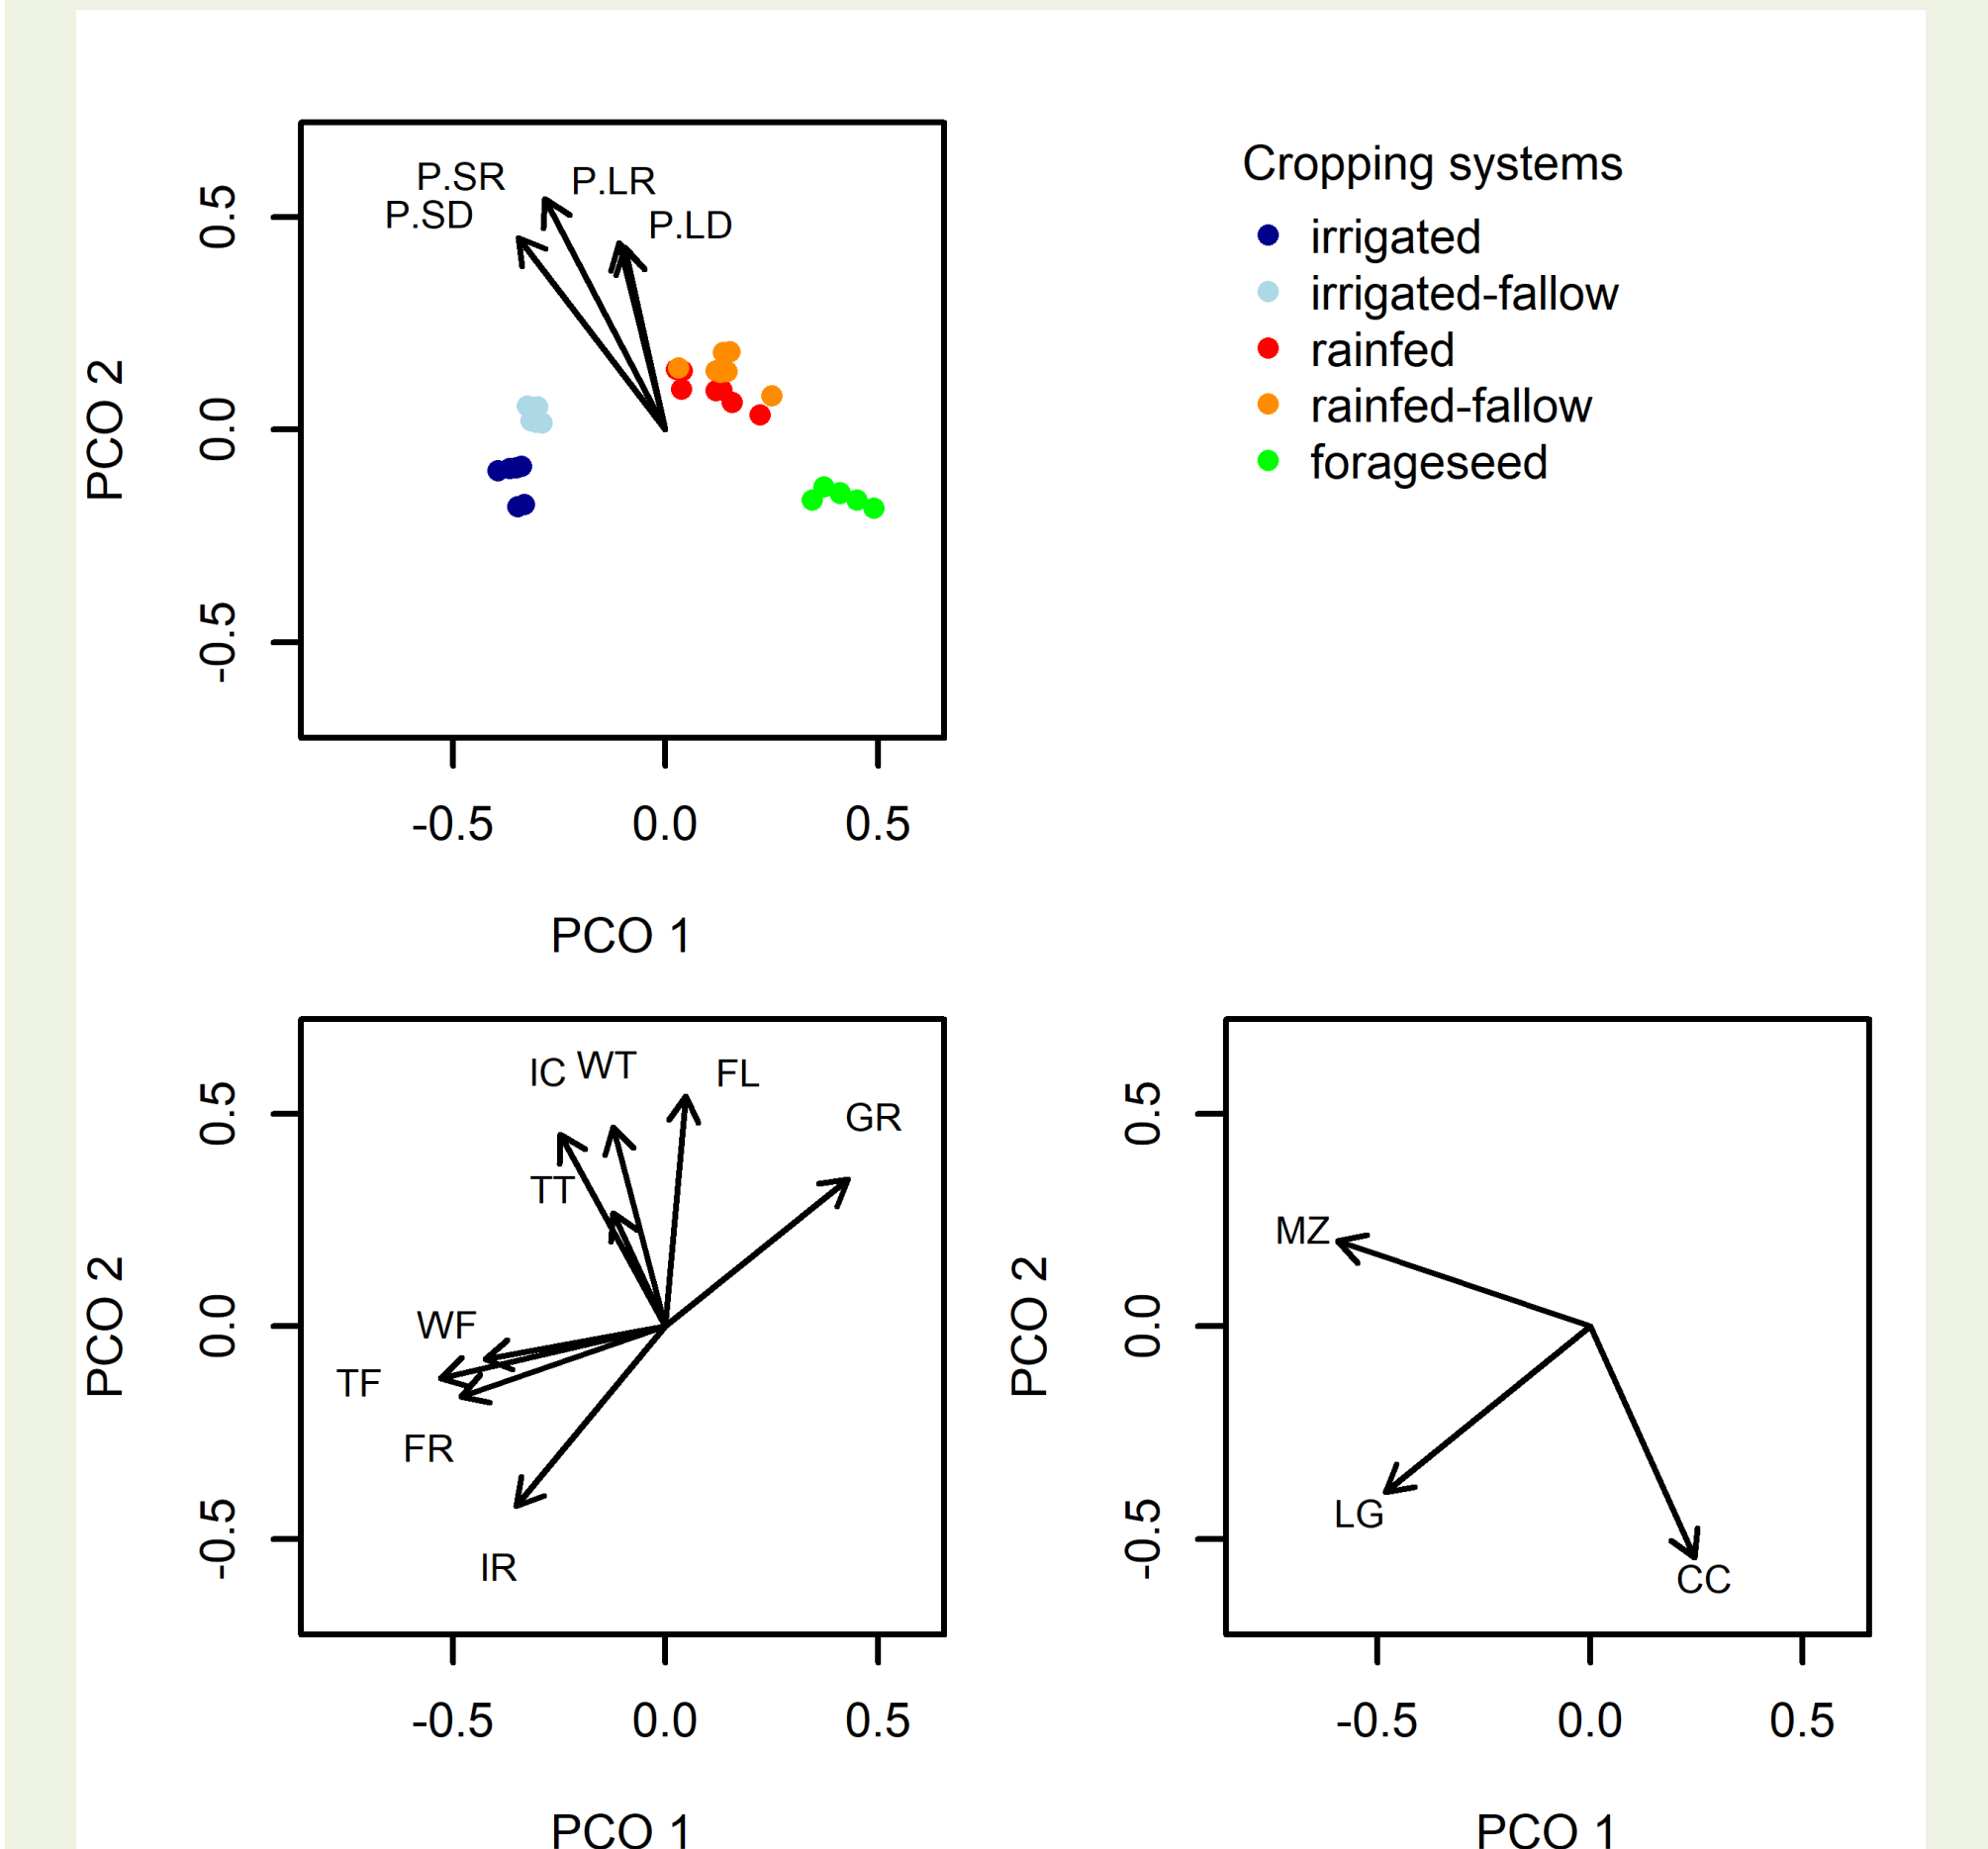 P.SR
P.LR
P.SD
P.LD
0.5
0.0
-0.5
PCO 2
-0.5 0.0 0.5
PCO 1
Cropping systems
irrigated
irrigated-fallow
rainfed
rainfed-fallow
forageseed
IC WT FL
GR
TT
WF
TF
FR
IR
0.5
0.0
-0.5
PCO 2
-0.5 0.0 0.5
PCO 1
MZ
LG
CC
0.5
0.0
-0.5
PCO 2
-0.5 0.0 0.5
PCO 1